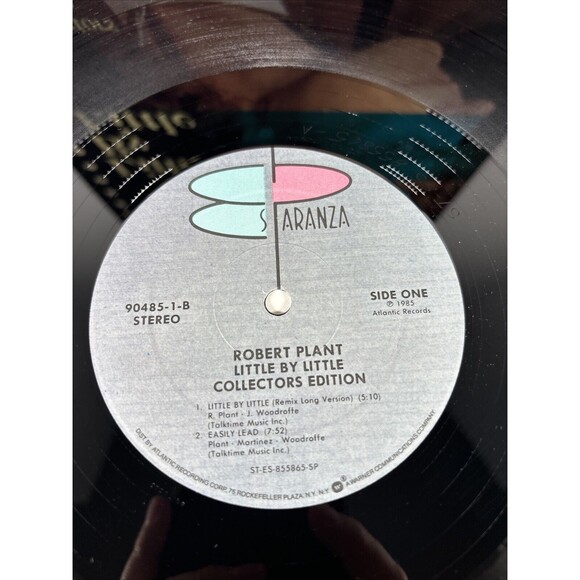 ESPARANZA
90485-1-B
STEREO
SIDE ONE
℗ 1985
Atlantic Records
ROBERT PLANT
LITTLE BY LITTLE
COLLECTORS EDITION
1. LITTLE BY LITTLE (Remix Long Version) (5:10)
R. Plant - J. Woodroffe
(Talktime Music Inc.)
2. EASILY LEAD (7:52)
Plant - Martinez - Woodroffe
(Talktime Music Inc.)
ST-ES-855865-SP
DIST. BY ATLANTIC RECORDING CORP., 75 ROCKEFELLER PLAZA, N.Y. N.Y. A WARNER COMMUNICATIONS COMPANY